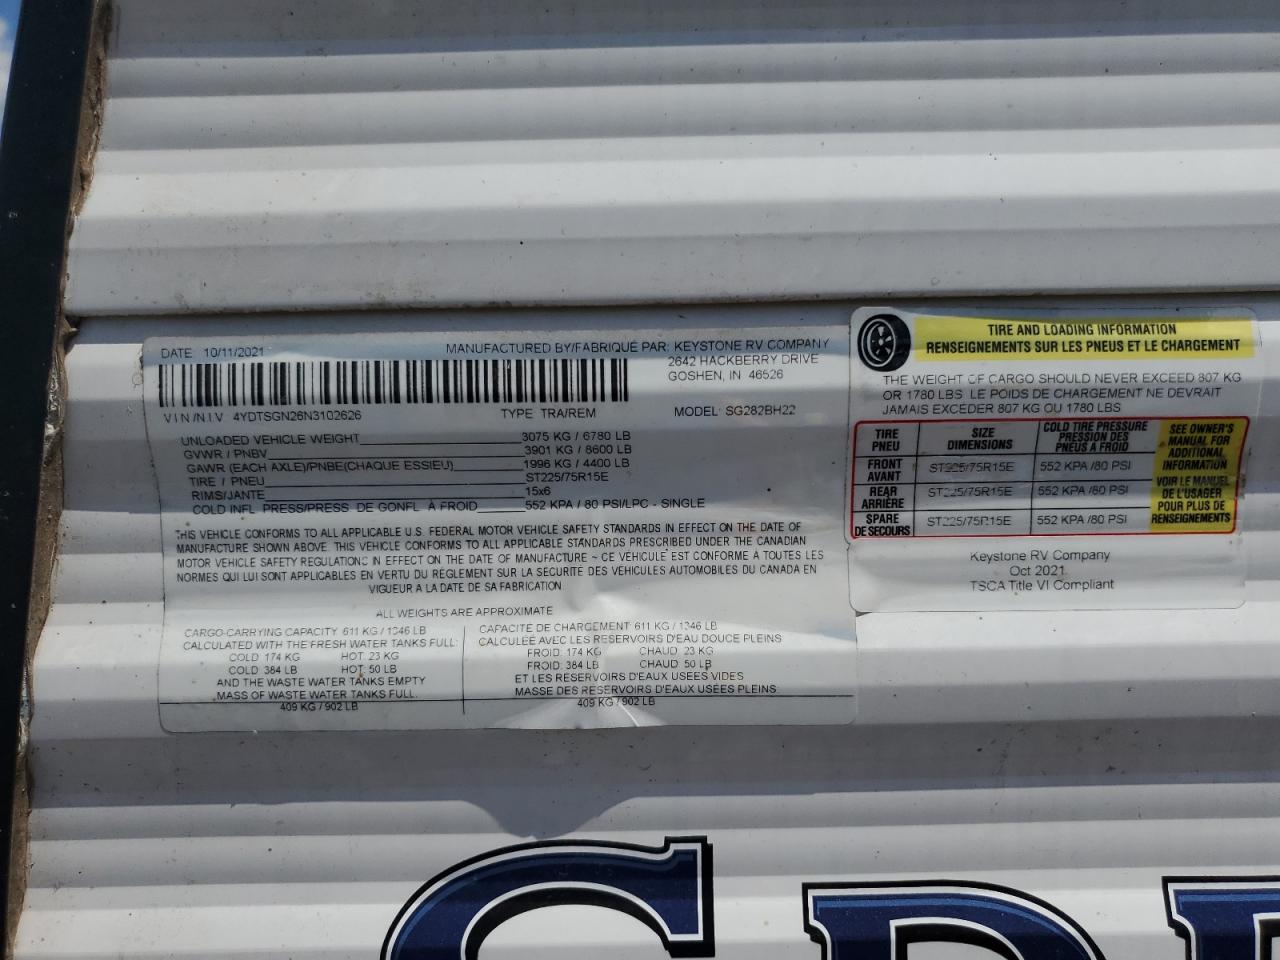 DATE 10/11/2021
MANUFACTURED BY/FABRIQUÉ PAR: KEYSTONE RV COMPANY
2642 HACKBERRY DRIVE
GOSHEN, IN 46526
VIN/NIV 4YDTSGN26N3102626 TYPE TRA/REM MODEL: SG282BH22
UNLOADED VEHICLE WEIGHT 3075 KG / 6780 LB
GVWR / PNBV 3901 KG / 8600 LB
GAWR (EACH AXLE)/PNBE(CHAQUE ESSIEU) 1996 KG / 4400 LB
TIRE / PNEU ST225/75R15E
RIMS/JANTE 15x6
COLD INFL PRESS/PRESS DE GONFL À FROID 552 KPA / 80 PSI/LPC - SINGLE
THIS VEHICLE CONFORMS TO ALL APPLICABLE U.S. FEDERAL MOTOR VEHICLE SAFETY STANDARDS IN EFFECT ON THE DATE OF
MANUFACTURE SHOWN ABOVE. THIS VEHICLE CONFORMS TO ALL APPLICABLE STANDARDS PRESCRIBED UNDER THE CANADIAN
MOTOR VEHICLE SAFETY REGULATIONS IN EFFECT ON THE DATE OF MANUFACTURE ~ CE VÉHICULE EST CONFORME À TOUTES LES
NORMES QUI LUI SONT APPLICABLES EN VERTU DU RÈGLEMENT SUR LA SÉCURITÉ DES VÉHICULES AUTOMOBILES DU CANADA EN
VIGUEUR A LA DATE DE SA FABRICATION
ALL WEIGHTS ARE APPROXIMATE
CARGO-CARRYING CAPACITY 611 KG / 1346 LB
CALCULATED WITH THE FRESH WATER TANKS FULL:
COLD 174 KG HOT: 23 KG
COLD: 384 LB HOT: 50 LB
AND THE WASTE WATER TANKS EMPTY
MASS OF WASTE WATER TANKS FULL.
409 KG / 902 LB
CAPACITE DE CHARGEMENT 611 KG / 1346 LB
CALCULÉE AVEC LES RESERVOIRS D'EAU DOUCE PLEINS
FROID: 174 KG CHAUD: 23 KG
FROID: 384 LB CHAUD: 50 LB
ET LES RÉSERVOIRS D'EAUX USÉES VIDES
MASSE DES RÉSERVOIRS D'EAUX USÉES PLEINS
409 KG / 902 LB
TIRE AND LOADING INFORMATION
RENSEIGNEMENTS SUR LES PNEUS ET LE CHARGEMENT
THE WEIGHT OF CARGO SHOULD NEVER EXCEED 807 KG
OR 1780 LBS. LE POIDS DE CHARGEMENT NE DEVRAIT
JAMAIS EXCEDER 807 KG OU 1780 LBS
TIRE
PNEU
SIZE
DIMENSIONS
COLD TIRE PRESSURE
PRESSION DES
PNEUS A FROID
FRONT
AVANT
ST225/75R15E 552 KPA /80 PSI
REAR
ARRIÈRE
ST225/75R15E 552 KPA /80 PSI
SPARE
DE SECOURS
ST225/75R15E 552 KPA /80 PSI
SEE OWNER'S
MANUAL FOR
ADDITIONAL
INFORMATION
VOIR LE MANUEL
DE L'USAGER
POUR PLUS DE
RENSEIGNEMENTS
Keystone RV Company
Oct 2021
TSCA Title VI Compliant